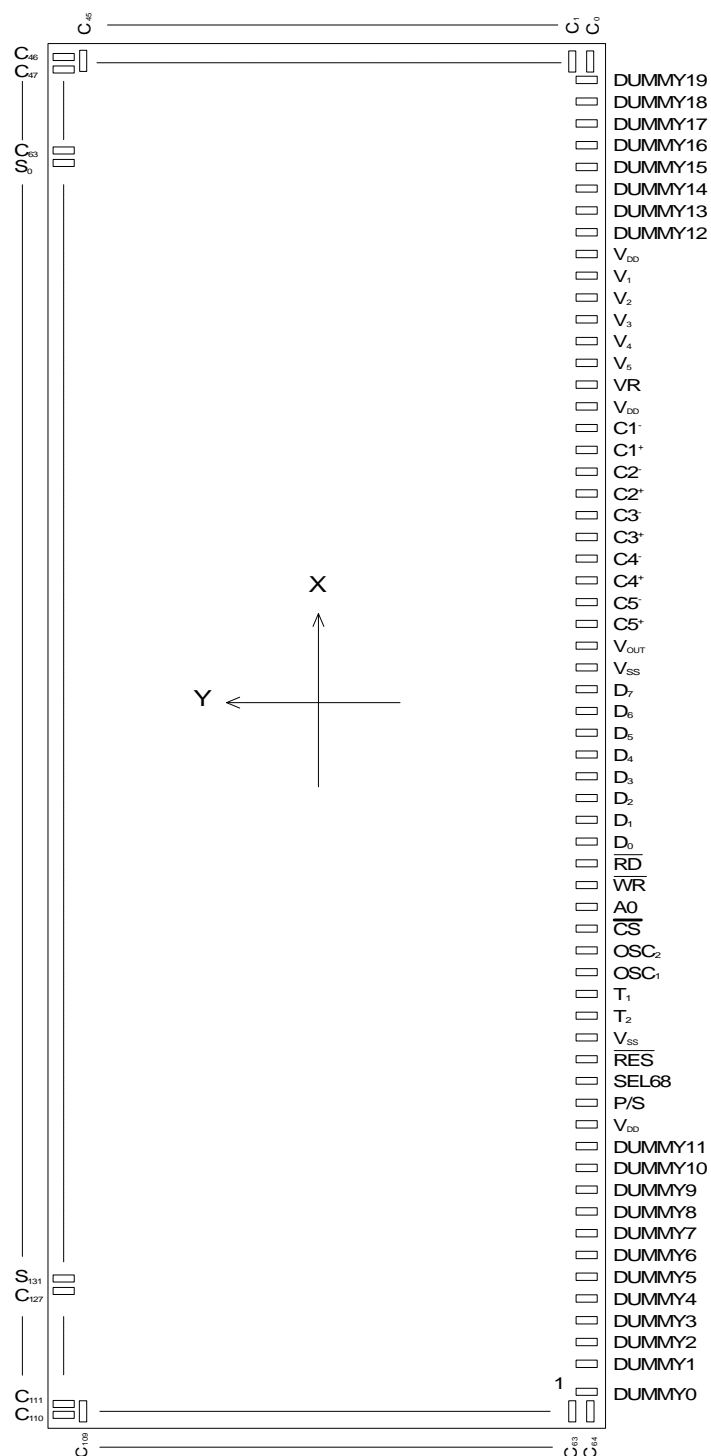 C45
C1
C0
C46
C47
C63
S0
DUMMY19
DUMMY18
DUMMY17
DUMMY16
DUMMY15
DUMMY14
DUMMY13
DUMMY12
VDD
V1
V2
V3
V4
V5
VR
VDD
C1-
C1+
C2-
C2+
C3-
C3+
C4-
C4+
C5-
C5+
VOUT
VSS
X
Y
D7
D6
D5
D4
D3
D2
D1
D0
RD
WR
A0
CS
OSC2
OSC1
T1
T2
VSS
RES
SEL68
P/S
VDD
DUMMY11
DUMMY10
DUMMY9
DUMMY8
DUMMY7
DUMMY6
DUMMY5
DUMMY4
DUMMY3
DUMMY2
DUMMY1
1
DUMMY0
S131
C127
C111
C110
C109
C63
C64